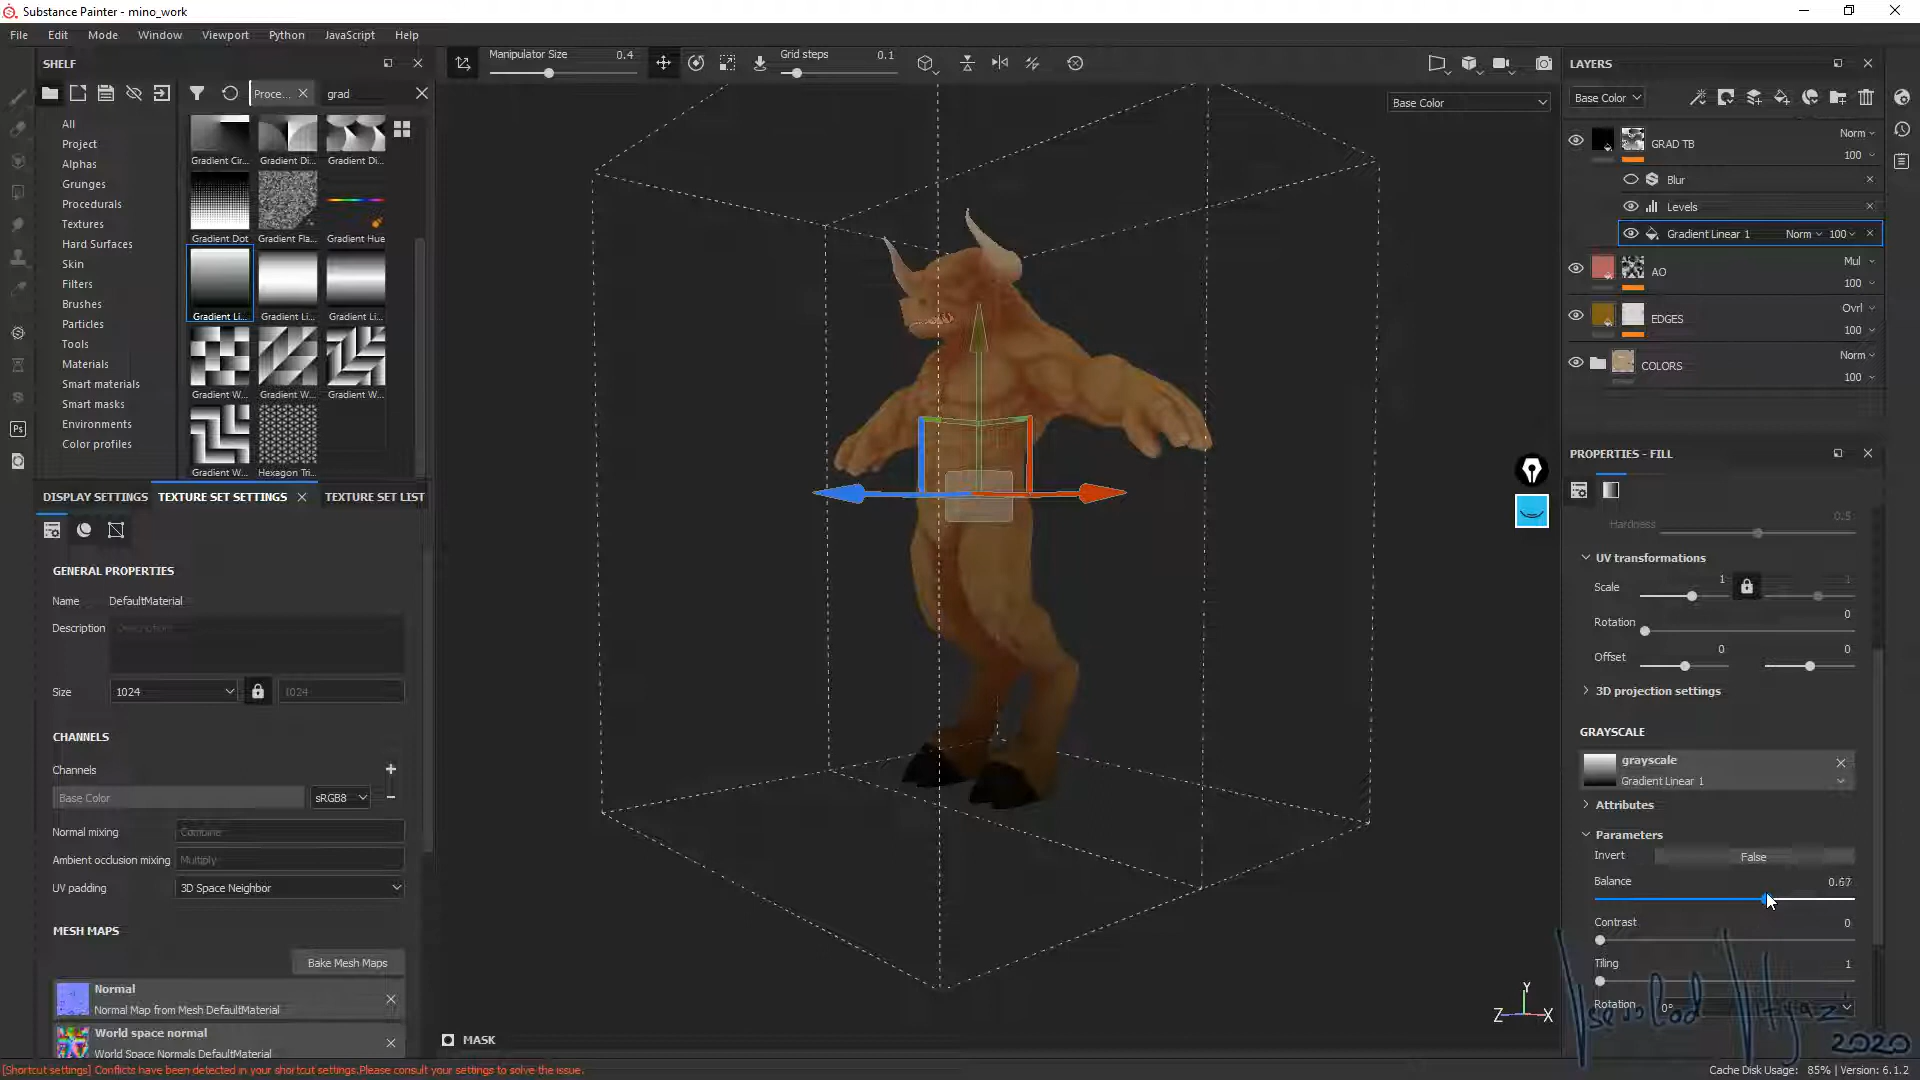 Substance Painter - mino_work
File Edit Mode Window Viewport Python JavaScript Help
SHELF
Proce...
grad
All
Project
Alphas
Grunges
Procedurals
Textures
Hard Surfaces
Skin
Filters
Brushes
Particles
Tools
Materials
Smart materials
Smart masks
Environments
Color profiles
Gradient Cir... Gradient Di... Gradient Di...
Gradient Dot Gradient Fla... Gradient Hue
Gradient Li... Gradient Li... Gradient Li...
Gradient W... Gradient W... Gradient W...
Gradient W... Hexagon Tri...
Ps
DISPLAY SETTINGS TEXTURE SET SETTINGS TEXTURE SET LIST
GENERAL PROPERTIES
Name DefaultMaterial
Description Description
Size 1024 1024
CHANNELS
Channels
Base Color sRGB8
Normal mixing Combine
Ambient occlusion mixing Multiply
UV padding 3D Space Neighbor
MESH MAPS
Bake Mesh Maps
Normal
Normal Map from Mesh DefaultMaterial
World space normal
World Space Normals DefaultMaterial
[Shortcut settings] Conflicts have been detected in your shortcut settings.Please consult your settings to solve the issue.
Manipulator Size 0.4
Grid steps 0.1
Base Color
MASK
Y
Z X
LAYERS
Base Color
GRAD TB Norm 100
Blur
Levels
Gradient Linear 1 Norm 100
AO Mul 100
EDGES Ovrl 100
COLORS Norm 100
PROPERTIES - FILL
Hardness 0.5
UV transformations
Scale 1 1
Rotation 0
Offset 0 0
3D projection settings
GRAYSCALE
grayscale
Gradient Linear 1
Attributes
Parameters
Invert False
Balance 0.67
Contrast 0
Tiling 1
Rotation 0°
2020
Cache Disk Usage: 85% | Version: 6.1.2